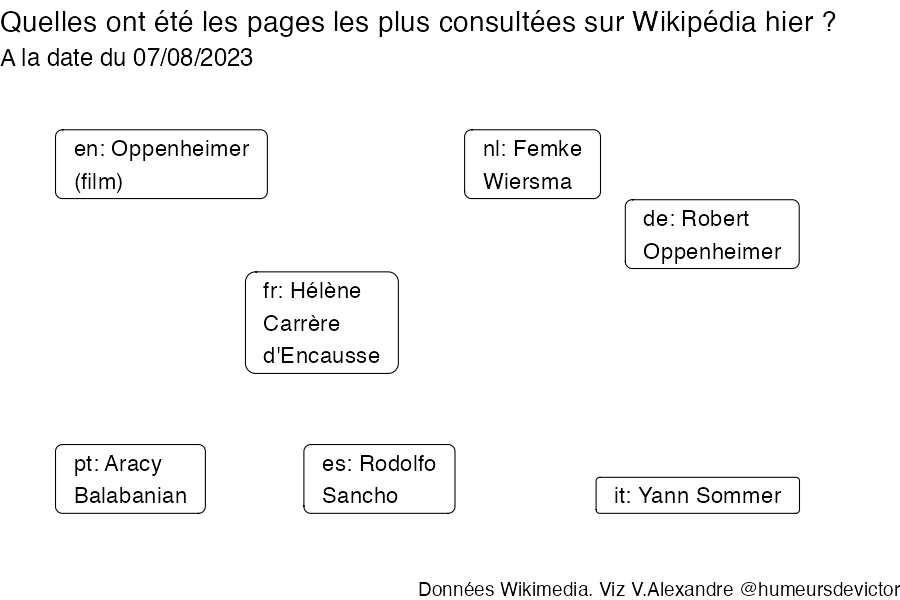 Quelles ont été les pages les plus consultées sur Wikipédia hier ?
A la date du 07/08/2023
en: Oppenheimer
(film)
nl: Femke
Wiersma
de: Robert
Oppenheimer
fr: Hélène
Carrère
d'Encausse
pt: Aracy
Balabanian
es: Rodolfo
Sancho
it: Yann Sommer
Données Wikimedia. Viz V.Alexandre @humeursdevictor